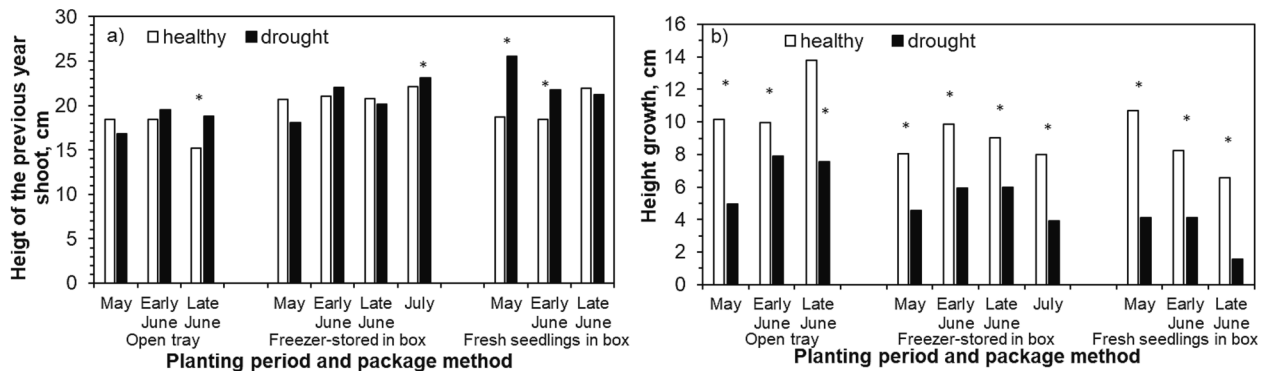 a) healthy drought
Heigt of the previous year
shoot, cm
30
25
20
15
10
5
0
* * * *
May Early Late May Early Late July May Early Late
June June June June June June
Open tray Freezer-stored in box Fresh seedlings in box
Planting period and package method
b) healthy drought
Height growth, cm
16
14
12
10
8
6
4
2
0
* * * * * * * * * *
May Early Late May Early Late July May Early Late
June June June June June June
Open tray Freezer-stored in box Fresh seedlings in box
Planting period and package method